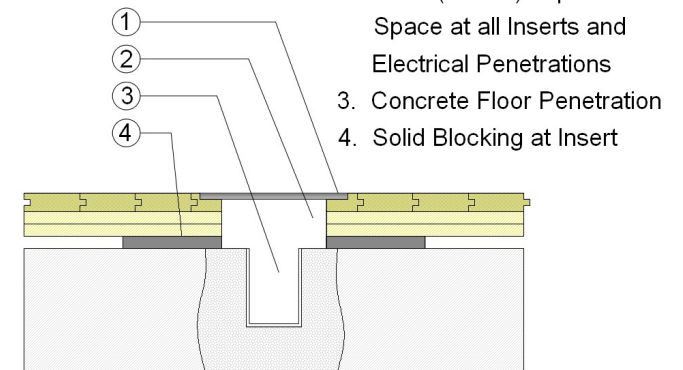 Space at all Inserts and
Electrical Penetrations
3. Concrete Floor Penetration
4. Solid Blocking at Insert
1
2
3
4